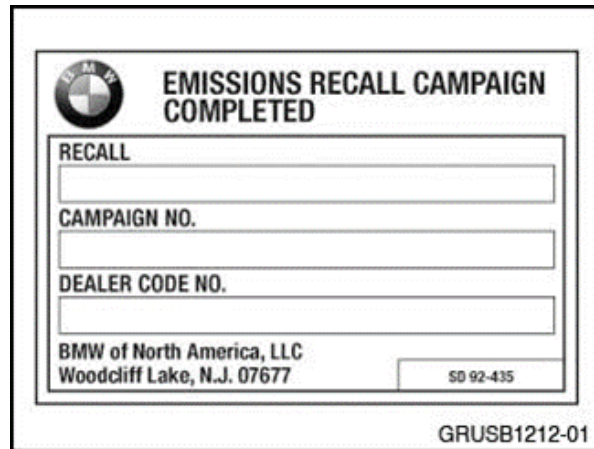 BMW
EMISSIONS RECALL CAMPAIGN
COMPLETED
RECALL
CAMPAIGN NO.
DEALER CODE NO.
BMW of North America, LLC
Woodcliff Lake, N.J. 07677
SD 92-435
GRUSB1212-01